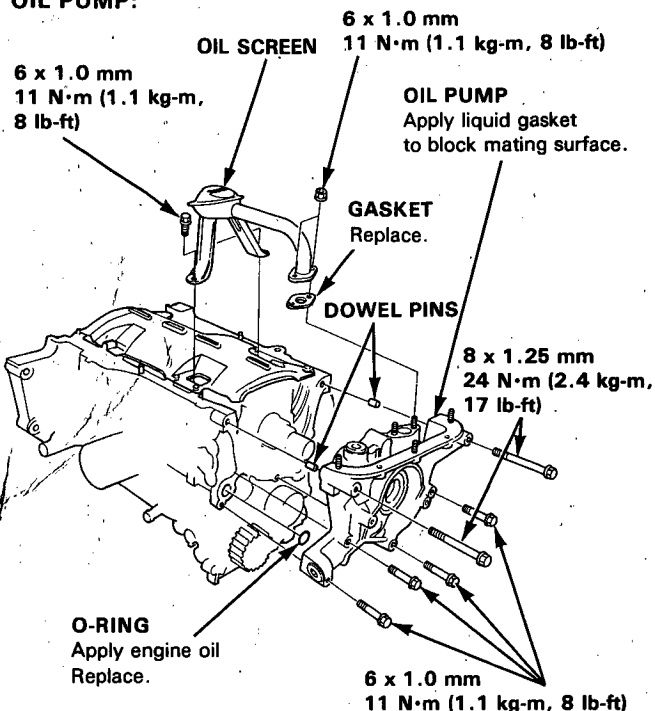 OIL PUMP:
6 x 1.0 mm
11 N·m (1.1 kg-m, 8 lb-ft)
OIL SCREEN
6 x 1.0 mm
11 N·m (1.1 kg-m,
8 lb-ft)
OIL PUMP
Apply liquid gasket
to block mating surface.
GASKET
Replace.
DOWEL PINS
8 x 1.25 mm
24 N·m (2.4 kg-m,
17 lb-ft)
O-RING
Apply engine oil
Replace.
6 x 1.0 mm
11 N·m (1.1 kg-m, 8 lb-ft)